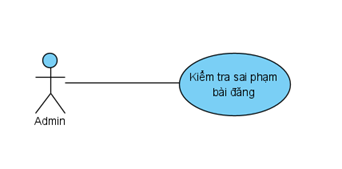 Kiểm tra sai phạm
bài đăng
Admin